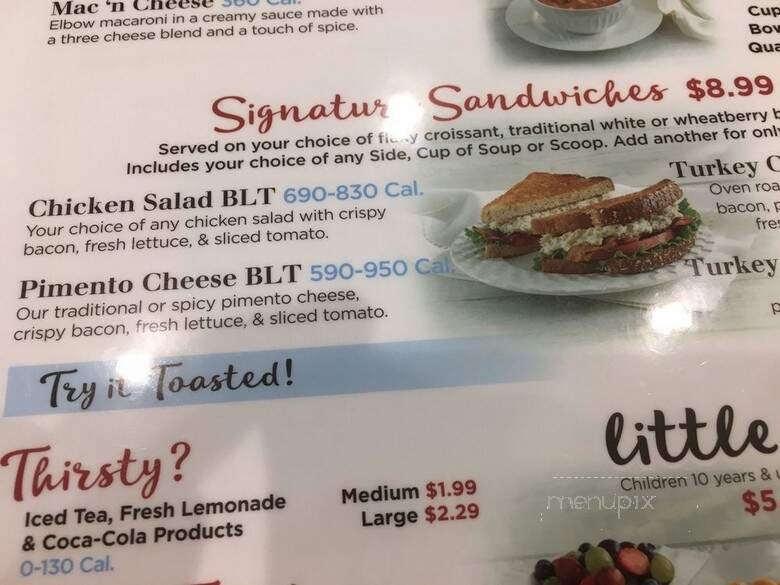 Mac 'n Cheese 360 Cal.
Elbow macaroni in a creamy sauce made with
a three cheese blend and a touch of spice.
Cup
Bow
Qua
Signature Sandwiches $8.99
Served on your choice of flaky croissant, traditional white or wheatberry b
Includes your choice of any Side, Cup of Soup or Scoop. Add another for onl
Chicken Salad BLT 690-830 Cal.
Your choice of any chicken salad with crispy
bacon, fresh lettuce, & sliced tomato.
Turkey C
Oven roa
bacon, p
fres
Pimento Cheese BLT 590-950 Cal.
Our traditional or spicy pimento cheese,
crispy bacon, fresh lettuce, & sliced tomato.
Turkey
p
Try it Toasted!
Thirsty?
Iced Tea, Fresh Lemonade
& Coca-Cola Products
0-130 Cal.
Medium $1.99
Large $2.29
little
Children 10 years & u
$5
menupix